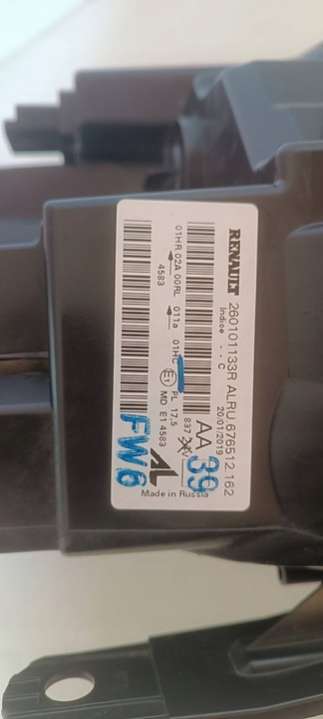 RENAULT
260101133R ALRU.676512.162
Indice . . C 20/01/2019
AA 39
01HR 02A 00RL 011a 01HC PL 17,5 837
4583 E1 MD E1 4583
AL
Made in Russia
FW6